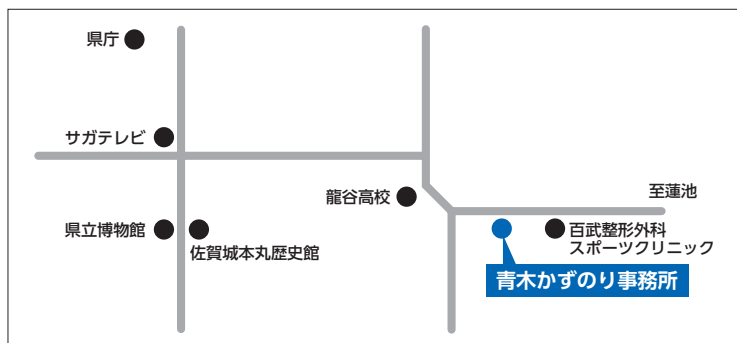 県庁
サガテレビ
龍谷高校
至蓮池
県立博物館
佐賀城本丸歴史館
百武整形外科
スポーツクリニック
青木かずのり事務所